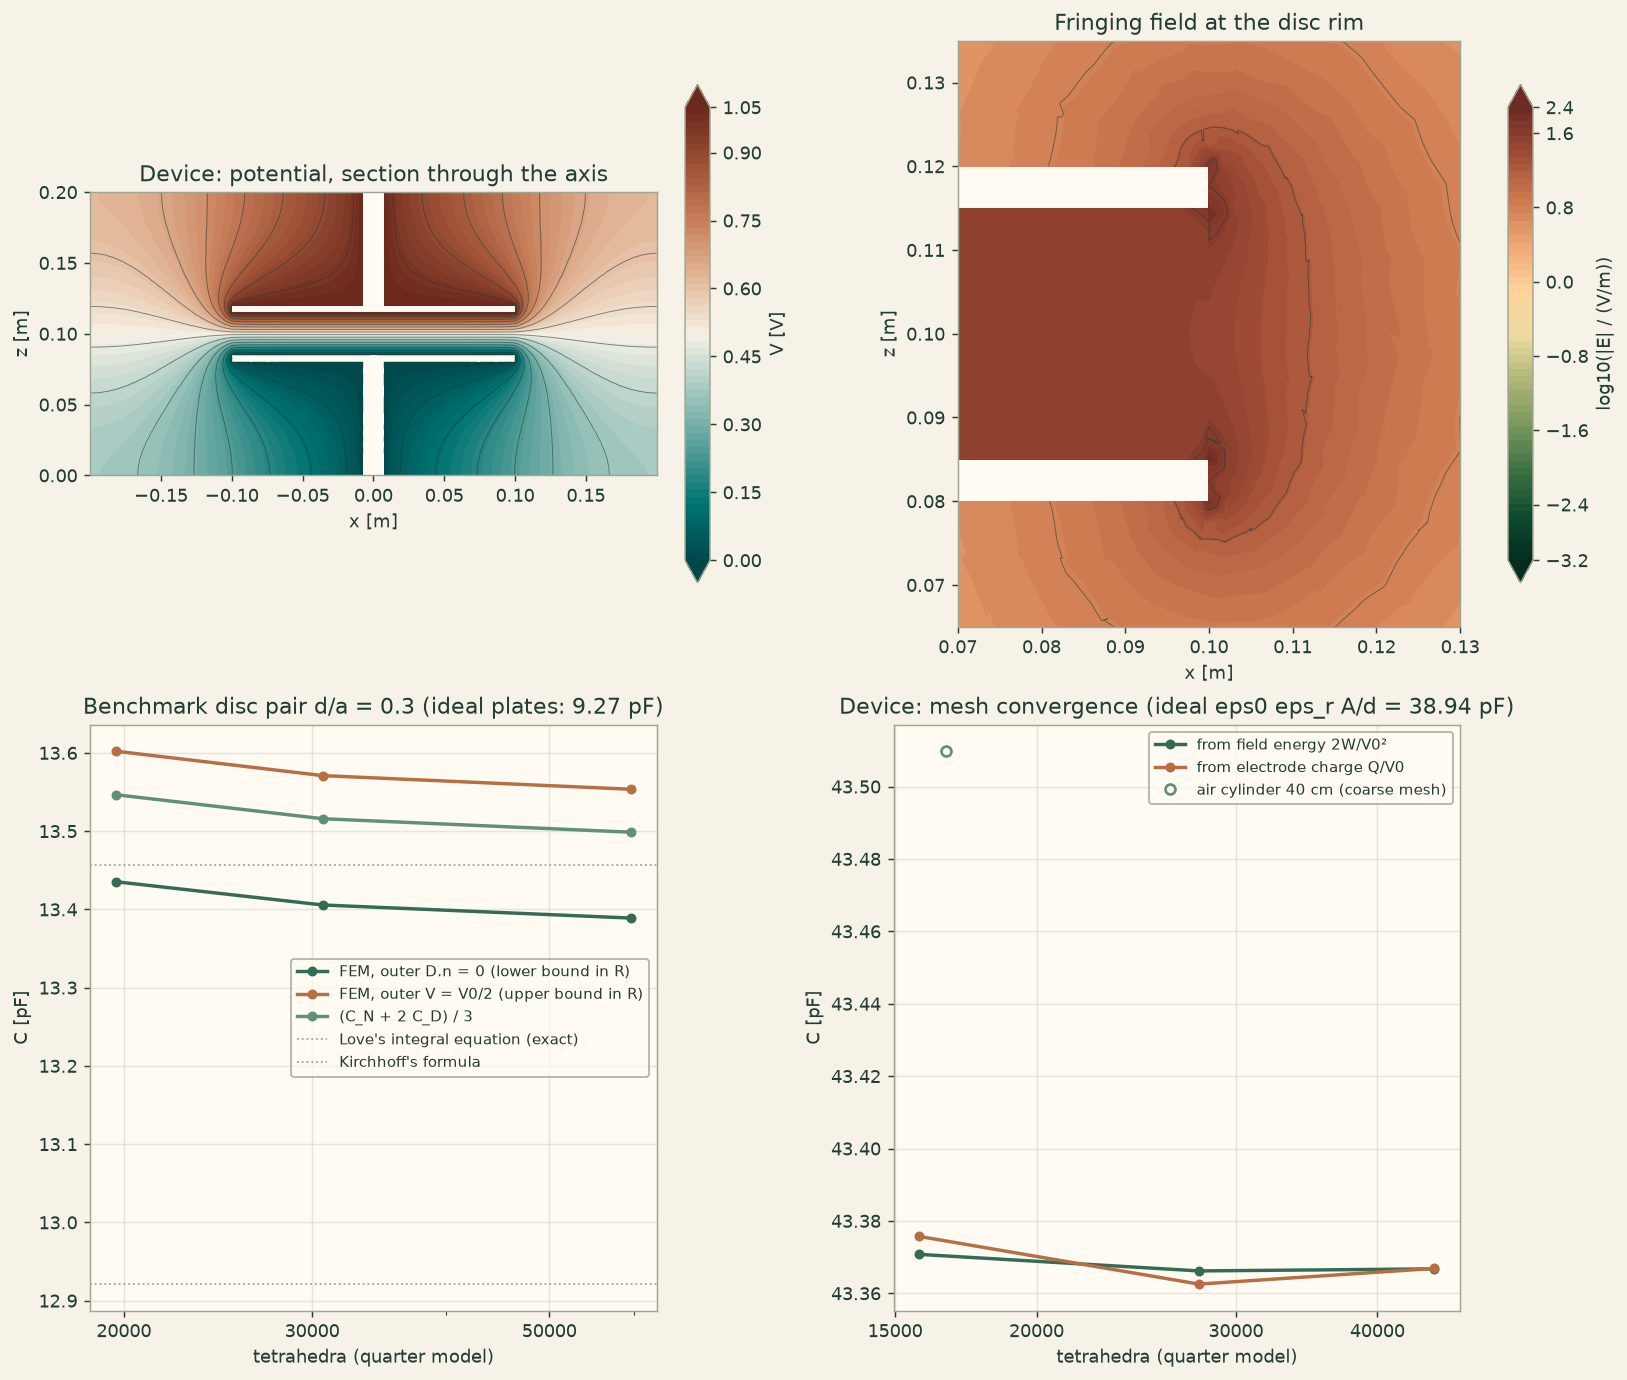 Device: potential, section through the axis
0.20
0.15
0.10
0.05
0.00
z [m]
−0.15
−0.10
−0.05
0.00
0.05
0.10
0.15
x [m]
1.05
0.90
0.75
0.60
0.45
0.30
0.15
0.00
V [V]
Fringing field at the disc rim
0.13
0.12
0.11
0.10
0.09
0.08
0.07
z [m]
0.07
0.08
0.09
0.10
0.11
0.12
0.13
x [m]
2.4
1.6
0.8
0.0
−0.8
−1.6
−2.4
−3.2
log10(|E| / (V/m))
Benchmark disc pair d/a = 0.3 (ideal plates: 9.27 pF)
13.6
13.5
13.4
13.3
13.2
13.1
13.0
12.9
C [pF]
FEM, outer D.n = 0 (lower bound in R)
FEM, outer V = V0/2 (upper bound in R)
(C_N + 2 C_D) / 3
Love's integral equation (exact)
Kirchhoff's formula
20000
30000
50000
tetrahedra (quarter model)
Device: mesh convergence (ideal eps0 eps_r A/d = 38.94 pF)
43.50
43.48
43.46
43.44
43.42
43.40
43.38
43.36
C [pF]
from field energy 2W/V0²
from electrode charge Q/V0
air cylinder 40 cm (coarse mesh)
15000
20000
30000
40000
tetrahedra (quarter model)